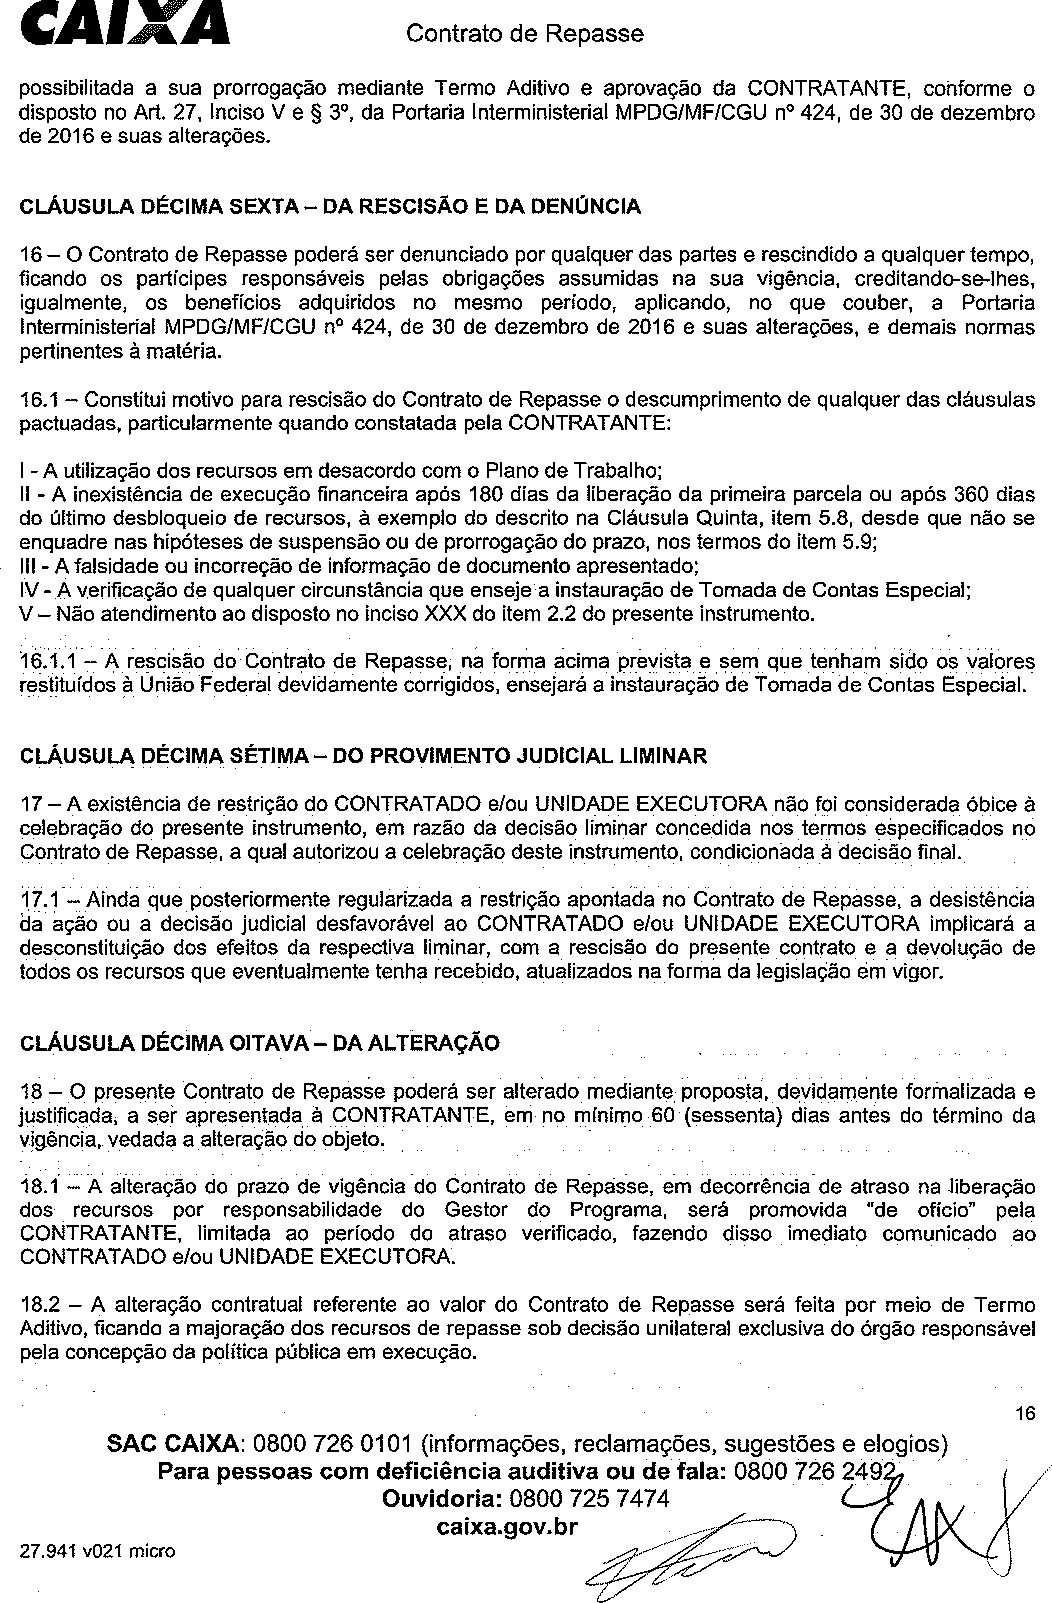 CAIXA
Contrato de Repasse
possibilitada a sua prorrogação mediante Termo Aditivo e aprovação da CONTRATANTE, conforme o
disposto no Art. 27, Inciso V e § 3º, da Portaria Interministerial MPDG/MF/CGU nº 424, de 30 de dezembro
de 2016 e suas alterações.
CLÁUSULA DÉCIMA SEXTA – DA RESCISÃO E DA DENÚNCIA
16 – O Contrato de Repasse poderá ser denunciado por qualquer das partes e rescindido a qualquer tempo,
ficando os partícipes responsáveis pelas obrigações assumidas na sua vigência, creditando-se-lhes,
igualmente, os benefícios adquiridos no mesmo período, aplicando, no que couber, a Portaria
Interministerial MPDG/MF/CGU nº 424, de 30 de dezembro de 2016 e suas alterações, e demais normas
pertinentes à matéria.
16.1 – Constitui motivo para rescisão do Contrato de Repasse o descumprimento de qualquer das cláusulas
pactuadas, particularmente quando constatada pela CONTRATANTE:
I - A utilização dos recursos em desacordo com o Plano de Trabalho;
II - A inexistência de execução financeira após 180 dias da liberação da primeira parcela ou após 360 dias
do último desbloqueio de recursos, à exemplo do descrito na Cláusula Quinta, item 5.8, desde que não se
enquadre nas hipóteses de suspensão ou de prorrogação do prazo, nos termos do item 5.9;
III - A falsidade ou incorreção de informação de documento apresentado;
IV - A verificação de qualquer circunstância que enseje a instauração de Tomada de Contas Especial;
V – Não atendimento ao disposto no inciso XXX do item 2.2 do presente instrumento.
16.1.1 – A rescisão do Contrato de Repasse, na forma acima prevista e sem que tenham sido os valores
restituídos à União Federal devidamente corrigidos, ensejará a instauração de Tomada de Contas Especial.
CLÁUSULA DÉCIMA SÉTIMA – DO PROVIMENTO JUDICIAL LIMINAR
17 – A existência de restrição do CONTRATADO e/ou UNIDADE EXECUTORA não foi considerada óbice à
celebração do presente instrumento, em razão da decisão liminar concedida nos termos especificados no
Contrato de Repasse, a qual autorizou a celebração deste instrumento, condicionada à decisão final.
17.1 – Ainda que posteriormente regularizada a restrição apontada no Contrato de Repasse, a desistência
da ação ou a decisão judicial desfavorável ao CONTRATADO e/ou UNIDADE EXECUTORA implicará a
desconstituição dos efeitos da respectiva liminar, com a rescisão do presente contrato e a devolução de
todos os recursos que eventualmente tenha recebido, atualizados na forma da legislação em vigor.
CLÁUSULA DÉCIMA OITAVA – DA ALTERAÇÃO
18 – O presente Contrato de Repasse poderá ser alterado mediante proposta, devidamente formalizada e
justificada, a ser apresentada à CONTRATANTE, em no mínimo 60 (sessenta) dias antes do término da
vigência, vedada a alteração do objeto.
18.1 – A alteração do prazo de vigência do Contrato de Repasse, em decorrência de atraso na liberação
dos recursos por responsabilidade do Gestor do Programa, será promovida "de ofício" pela
CONTRATANTE, limitada ao período do atraso verificado, fazendo disso imediato comunicado ao
CONTRATADO e/ou UNIDADE EXECUTORA.
18.2 – A alteração contratual referente ao valor do Contrato de Repasse será feita por meio de Termo
Aditivo, ficando a majoração dos recursos de repasse sob decisão unilateral exclusiva do órgão responsável
pela concepção da política pública em execução.
16
SAC CAIXA: 0800 726 0101 (informações, reclamações, sugestões e elogios)
Para pessoas com deficiência auditiva ou de fala: 0800 726 2492
Ouvidoria: 0800 725 7474
caixa.gov.br
27.941 v021 micro